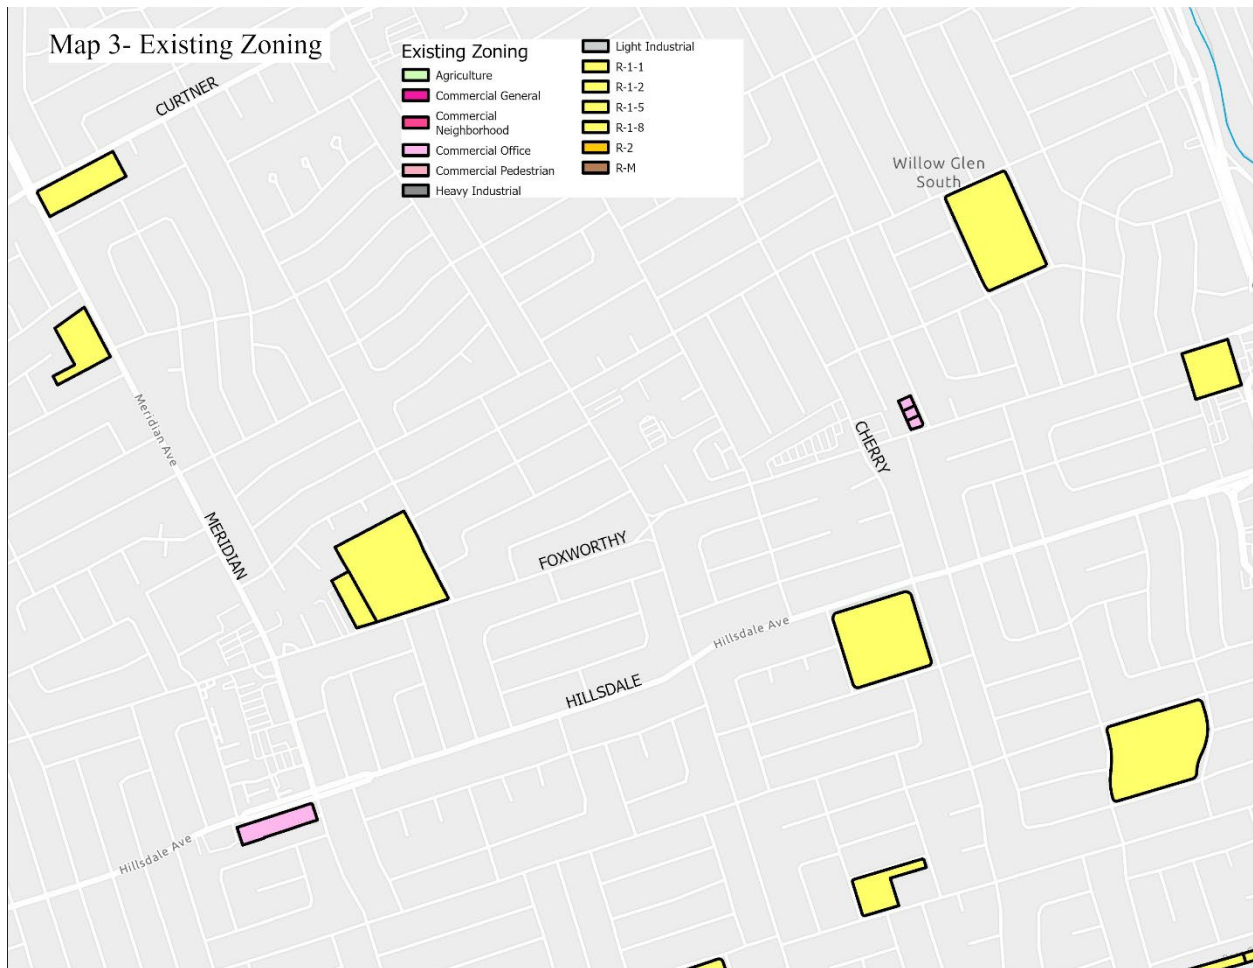 Map 3- Existing Zoning
Existing Zoning
Agriculture
Commercial General
Commercial
Neighborhood
Commercial Office
Commercial Pedestrian
Heavy Industrial
Light Industrial
R-1-1
R-1-2
R-1-5
R-1-8
R-2
R-M
CURTNER
Willow Glen
South
Meridian Ave
CHERRY
MERIDIAN
FOXWORTHY
Hillsdale Ave
HILLSDALE
Hillsdale Ave